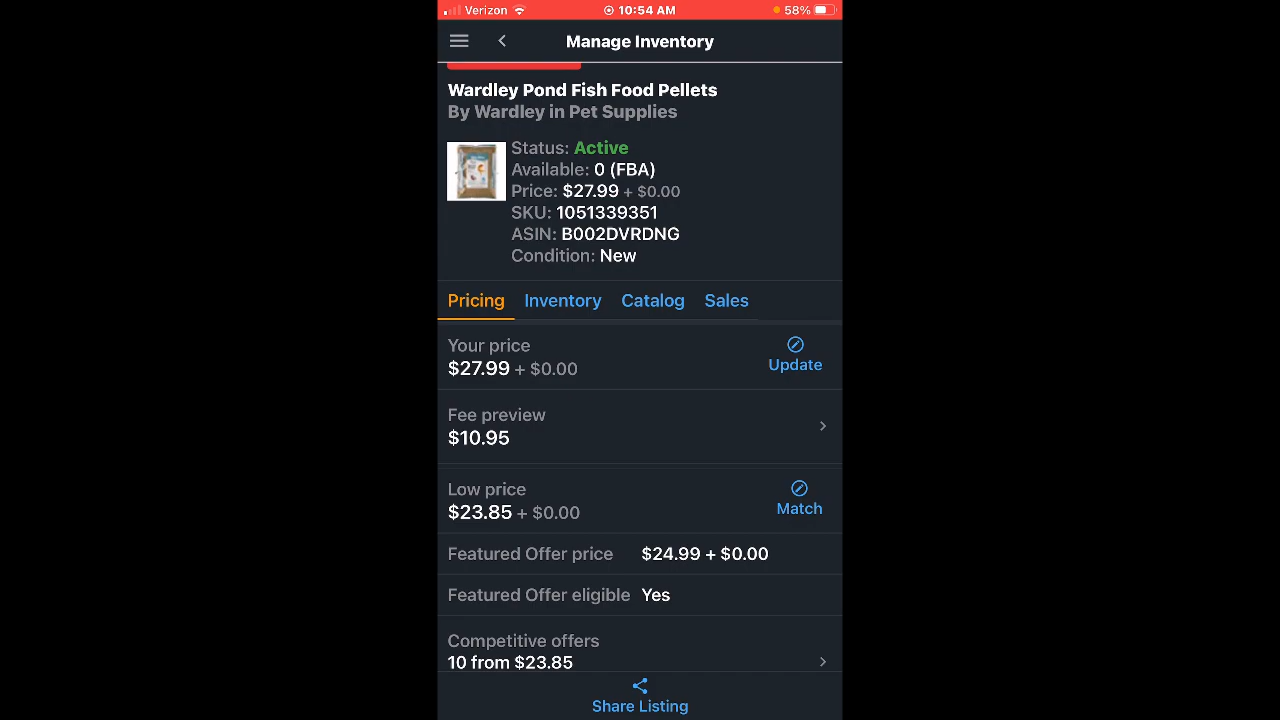 Verizon 10:54 AM 58%
Manage Inventory
Wardley Pond Fish Food Pellets
By Wardley in Pet Supplies
Status: Active
Available: 0 (FBA)
Price: $27.99 + $0.00
SKU: 1051339351
ASIN: B002DVRDNG
Condition: New
Pricing Inventory Catalog Sales
Your price
$27.99 + $0.00
Update
Fee preview
$10.95
Low price
$23.85 + $0.00
Match
Featured Offer price $24.99 + $0.00
Featured Offer eligible Yes
Competitive offers
10 from $23.85
Share Listing